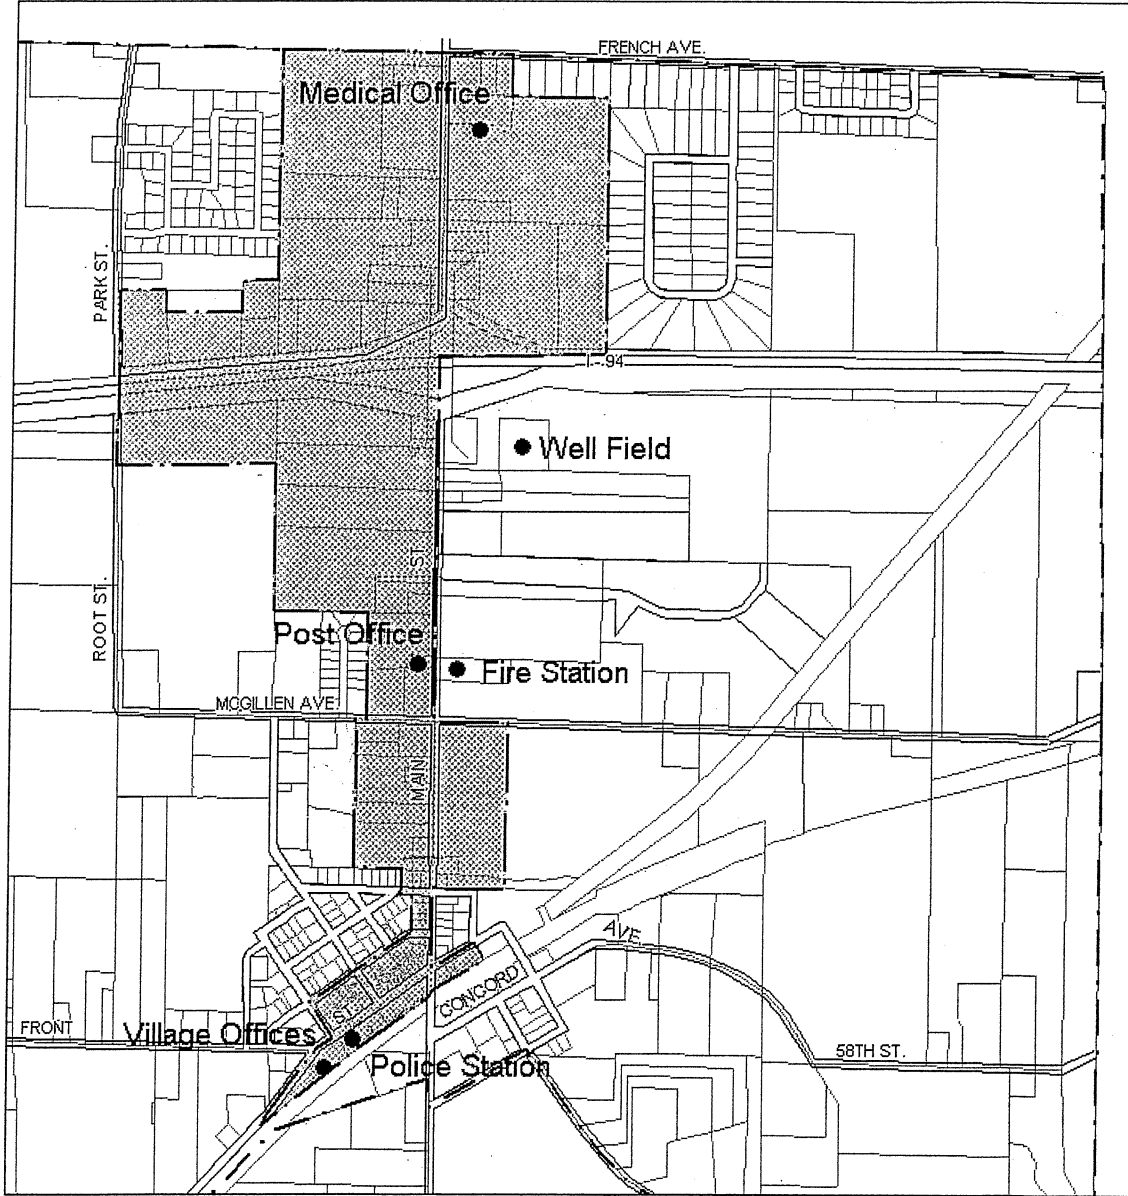 FRENCH AVE.
Medical Office
PARK ST.
I-94
Well Field
ST.
ROOT ST.
Post Office
Fire Station
MCGILLEN AVE.
MAIN
AVE.
CONCORD
ST.
FRONT
Village Offices
58TH ST.
Police Station